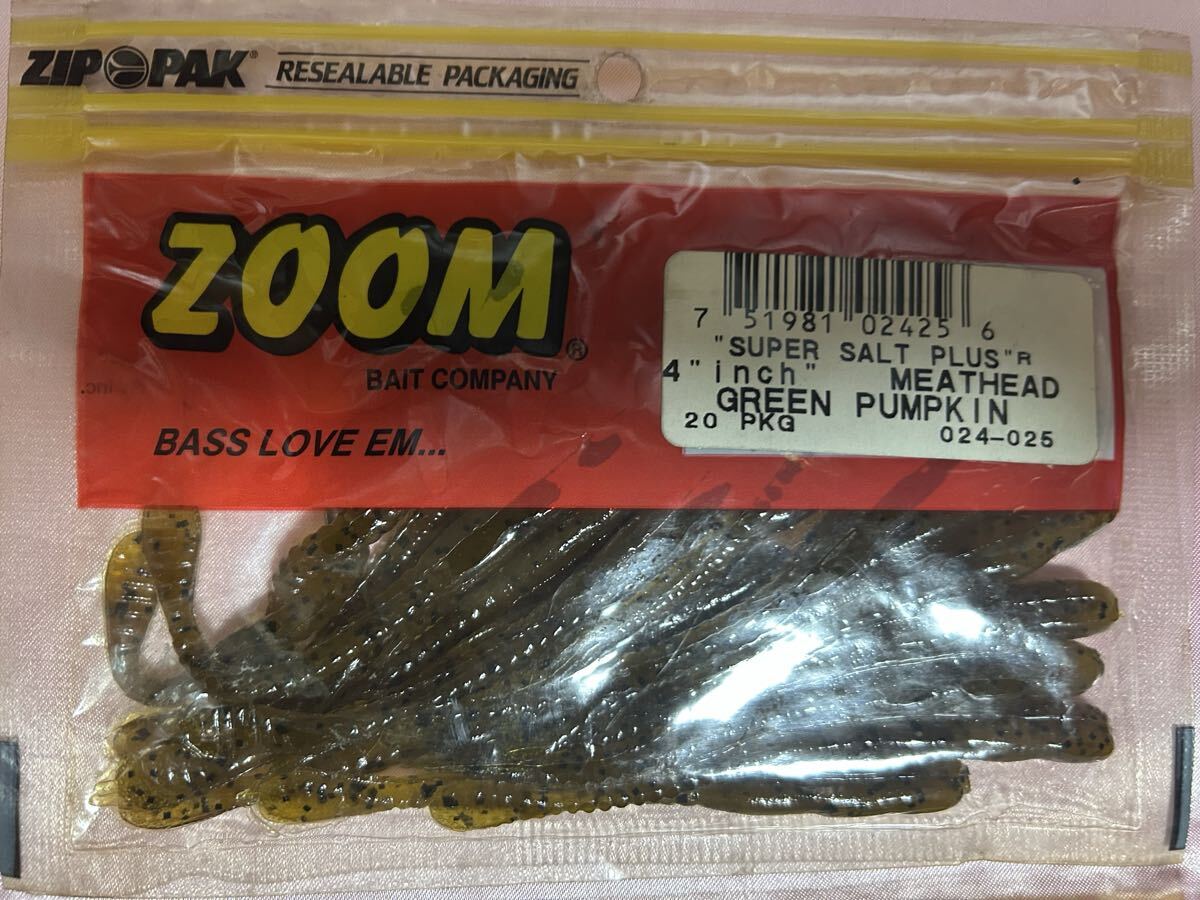 ZIP PAK®
RESEALABLE PACKAGING
ZOOM®
BAIT COMPANY
BASS LOVE EM...
7 51981 02425 6
"SUPER SALT PLUS"R
4"inch" MEATHEAD
GREEN PUMPKIN
20 PKG 024-025